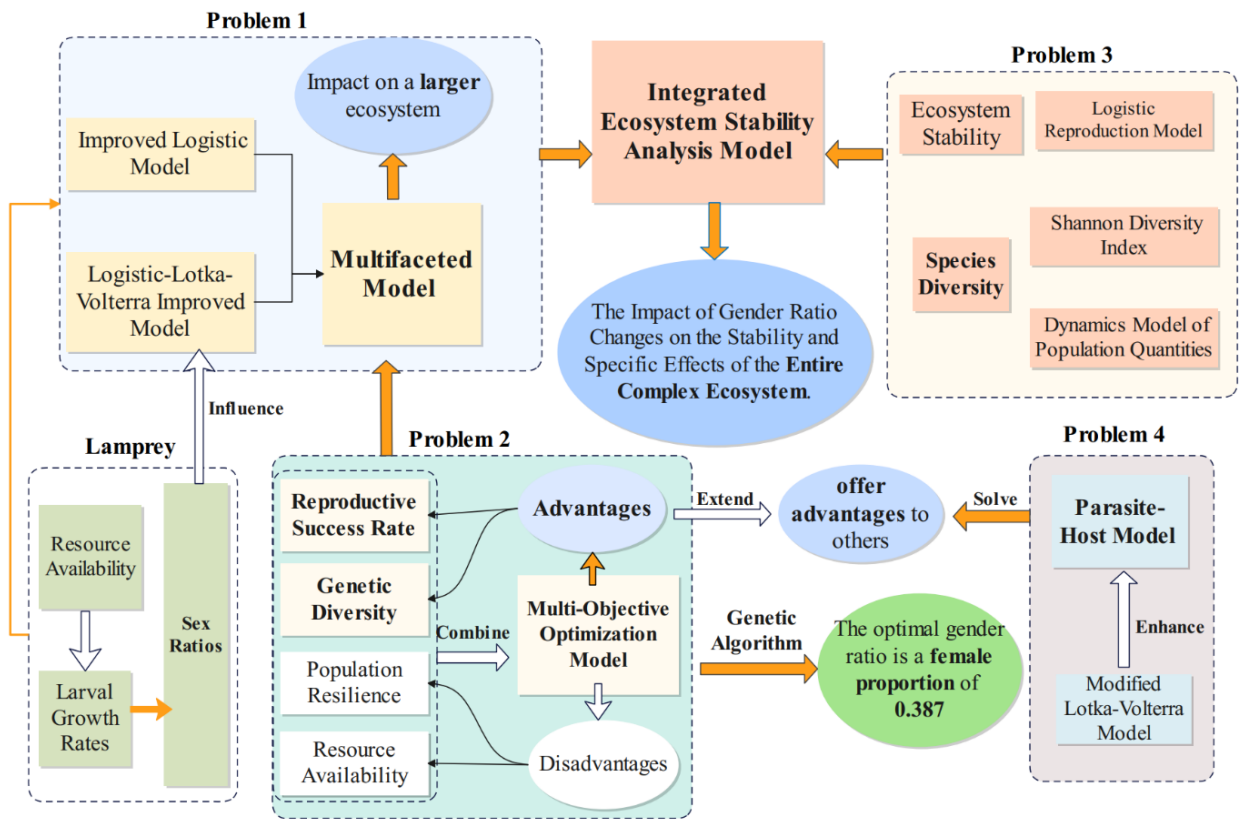 Problem 1
Impact on a larger
ecosystem
Improved Logistic
Model
Logistic-Lotka-
Volterra Improved
Model
Multifaceted
Model
Integrated
Ecosystem Stability
Analysis Model
The Impact of Gender Ratio
Changes on the Stability and
Specific Effects of the Entire
Complex Ecosystem.
Problem 3
Ecosystem
Stability
Logistic
Reproduction Model
Species
Diversity
Shannon Diversity
Index
Dynamics Model of
Population Quantities
Influence
Lamprey
Resource
Availability
Larval
Growth
Rates
Sex
Ratios
Problem 2
Reproductive
Success Rate
Genetic
Diversity
Population
Resilience
Resource
Availability
Combine
Advantages
Multi-Objective
Optimization
Model
Disadvantages
Extend
offer
advantages to
others
Genetic
Algorithm
The optimal gender
ratio is a female
proportion of
0.387
Solve
Problem 4
Parasite-
Host Model
Enhance
Modified
Lotka-Volterra
Model